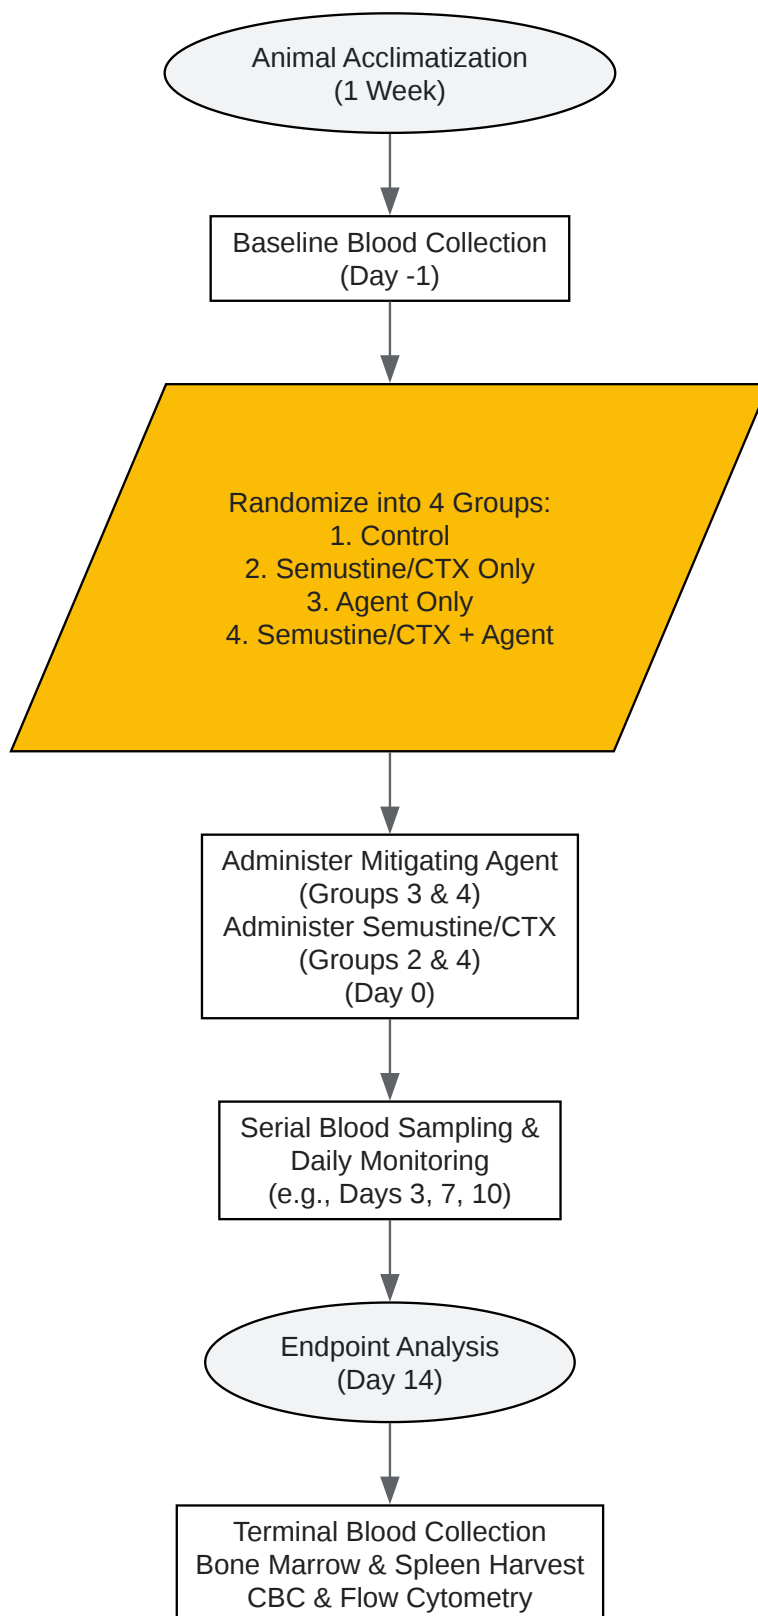 Animal Acclimatization
(1 Week)
Baseline Blood Collection
(Day -1)
Randomize into 4 Groups:
1. Control
2. Semustine/CTX Only
3. Agent Only
4. Semustine/CTX + Agent
Administer Mitigating Agent
(Groups 3 & 4)
Administer Semustine/CTX
(Groups 2 & 4)
(Day 0)
Serial Blood Sampling &
Daily Monitoring
(e.g., Days 3, 7, 10)
Endpoint Analysis
(Day 14)
Terminal Blood Collection
Bone Marrow & Spleen Harvest
CBC & Flow Cytometry